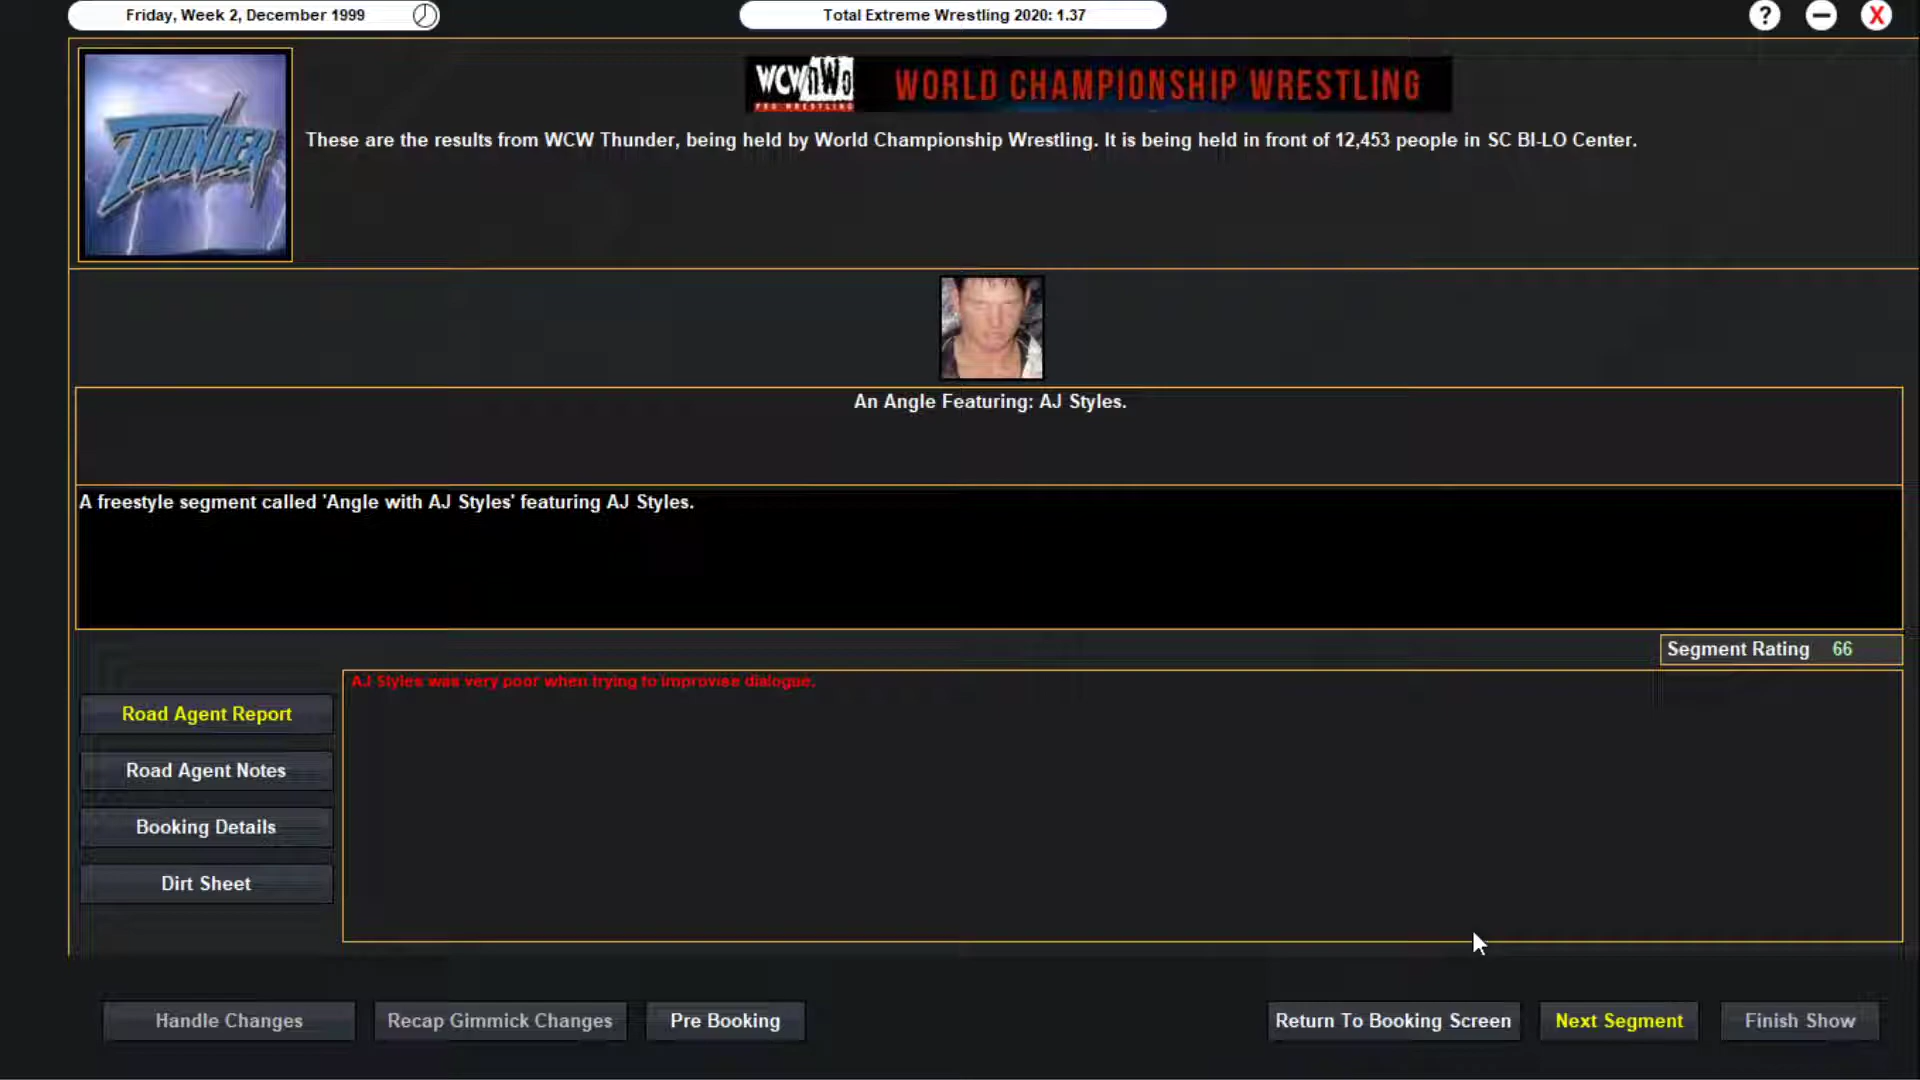 Friday, Week 2, December 1999
Total Extreme Wrestling 2020: 1.37
?
X
THUNDER
WCW nWo
PRO WRESTLING
WORLD CHAMPIONSHIP WRESTLING
These are the results from WCW Thunder, being held by World Championship Wrestling. It is being held in front of 12,453 people in SC BI-LO Center.
An Angle Featuring: AJ Styles.
A freestyle segment called 'Angle with AJ Styles' featuring AJ Styles.
Segment Rating 66
AJ Styles was very poor when trying to improvise dialogue.
Road Agent Report
Road Agent Notes
Booking Details
Dirt Sheet
Handle Changes
Recap Gimmick Changes
Pre Booking
Return To Booking Screen
Next Segment
Finish Show